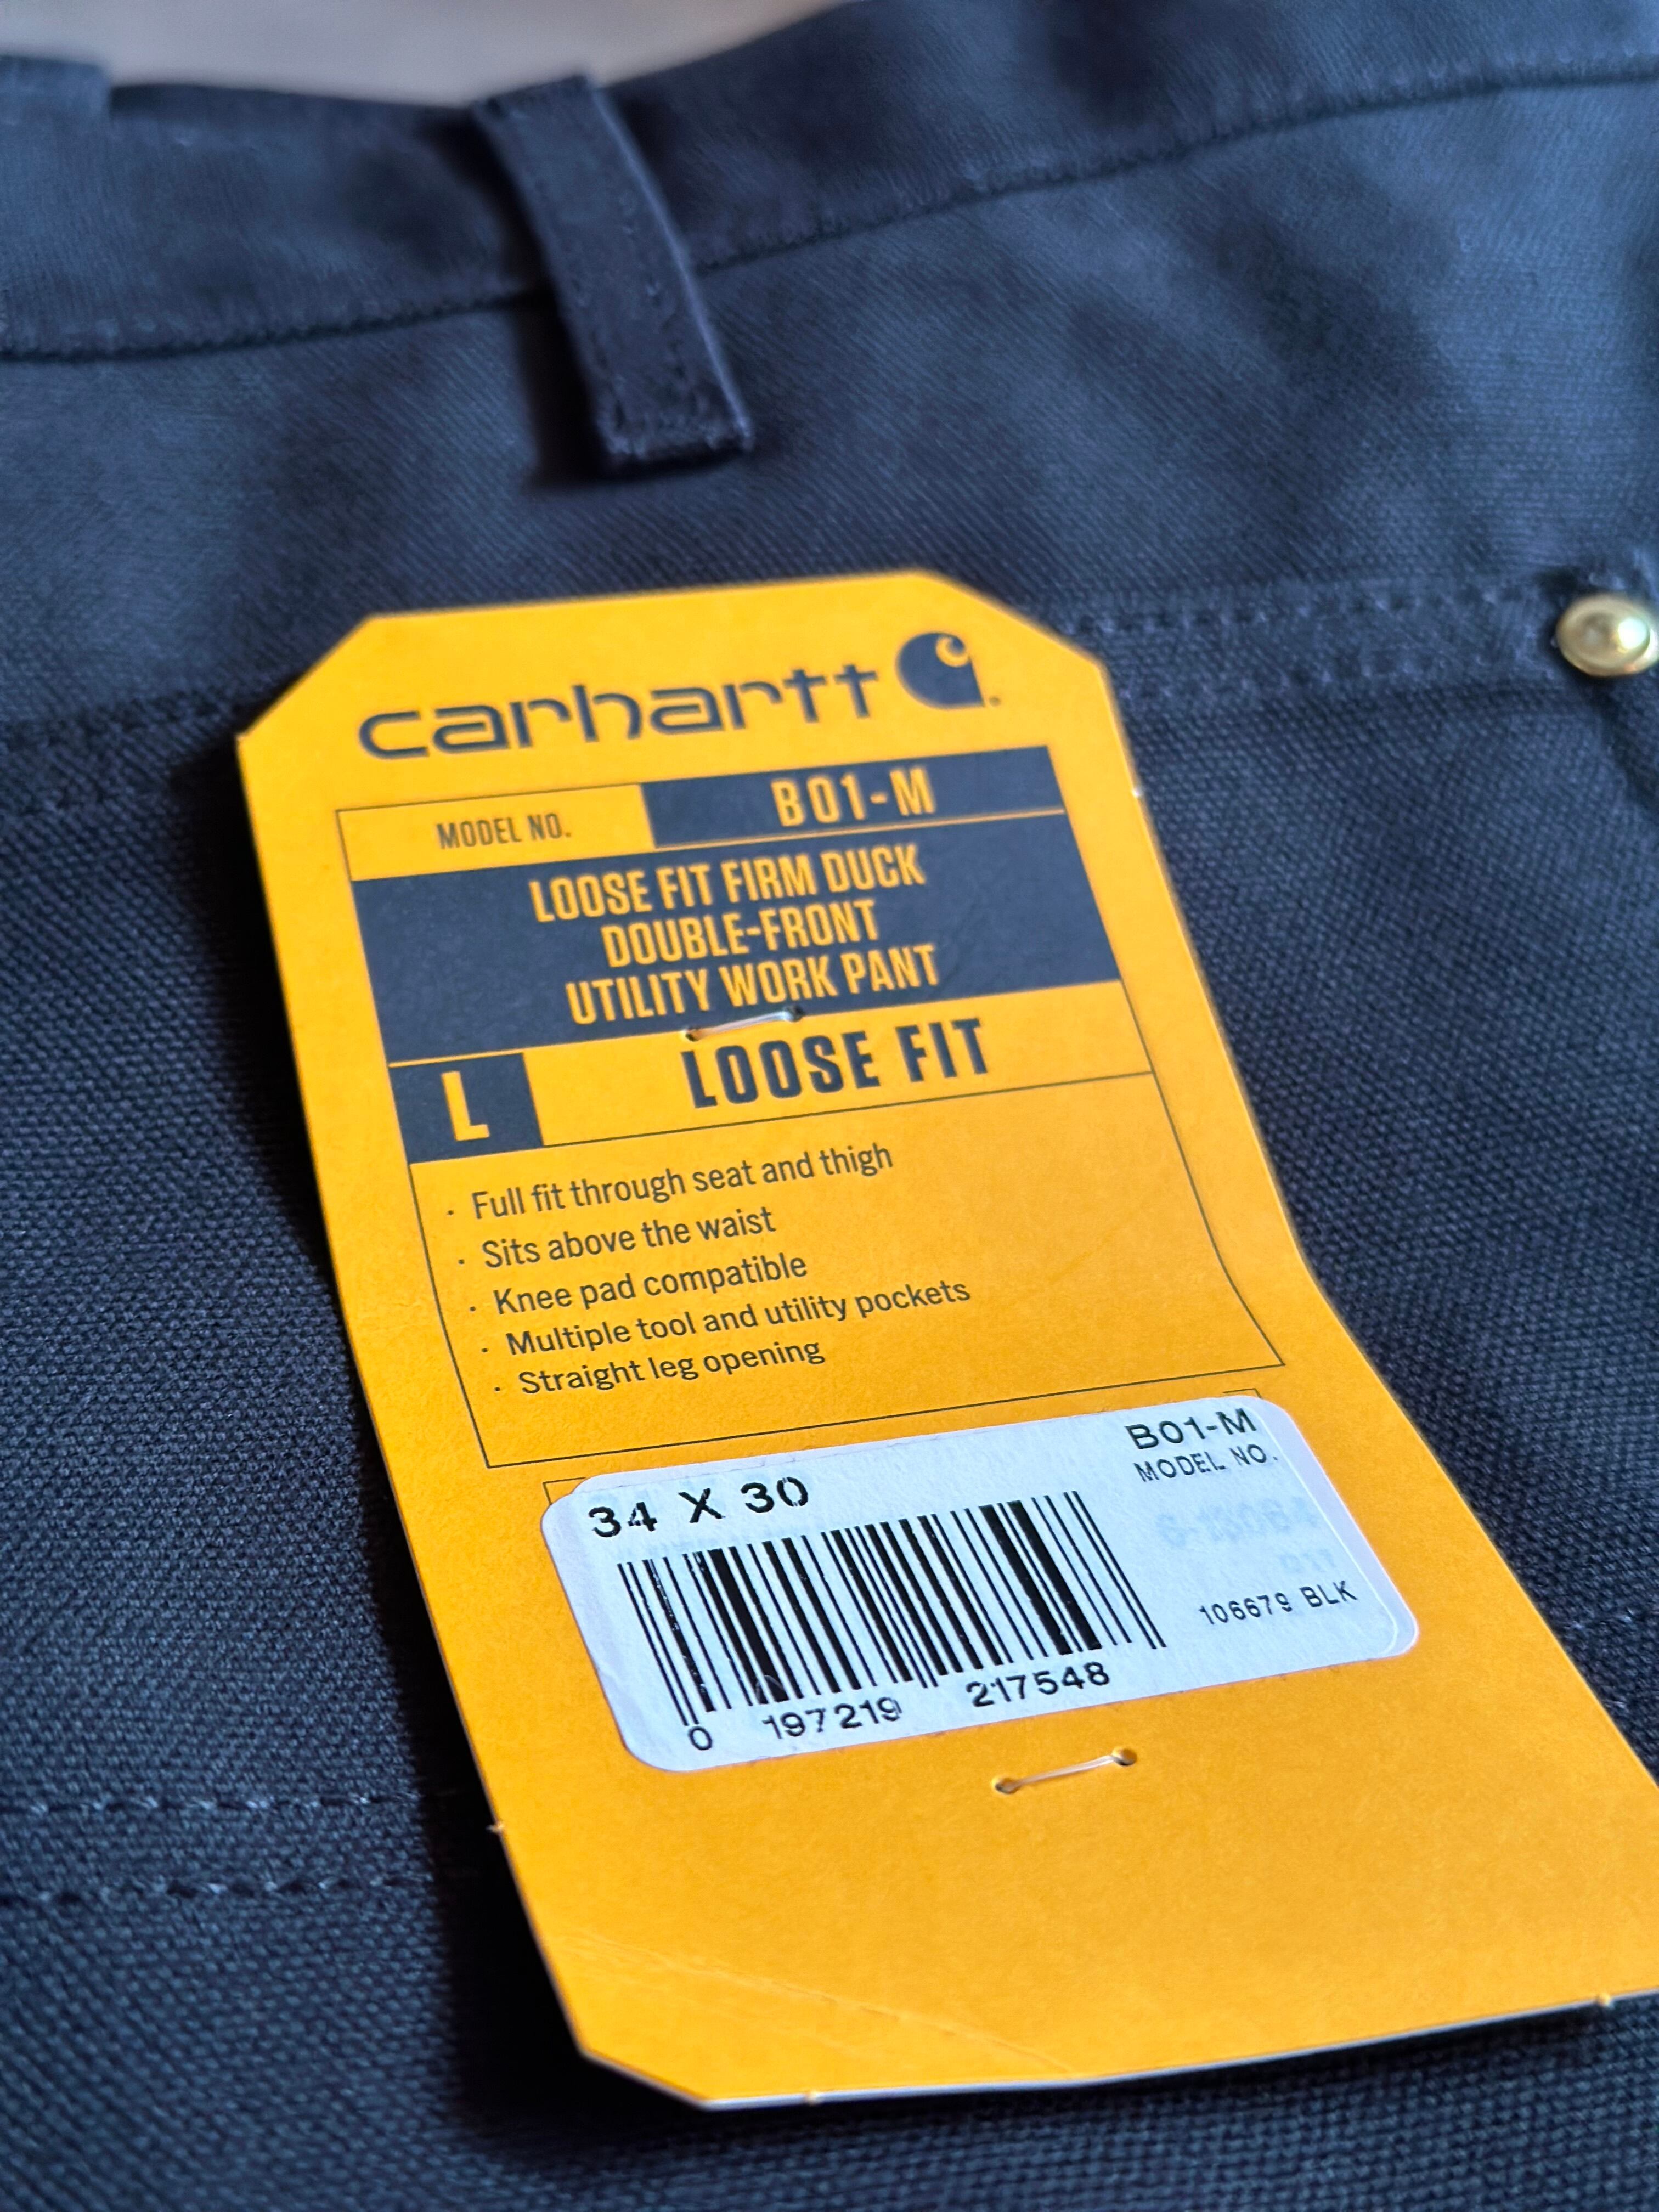 carhartt
MODEL NO. B01-M
LOOSE FIT FIRM DUCK
DOUBLE-FRONT
UTILITY WORK PANT
L LOOSE FIT
· Full fit through seat and thigh
· Sits above the waist
· Knee pad compatible
· Multiple tool and utility pockets
· Straight leg opening
B01-M
34 X 30 MODEL NO.
106679 BLK
0 197219 217548